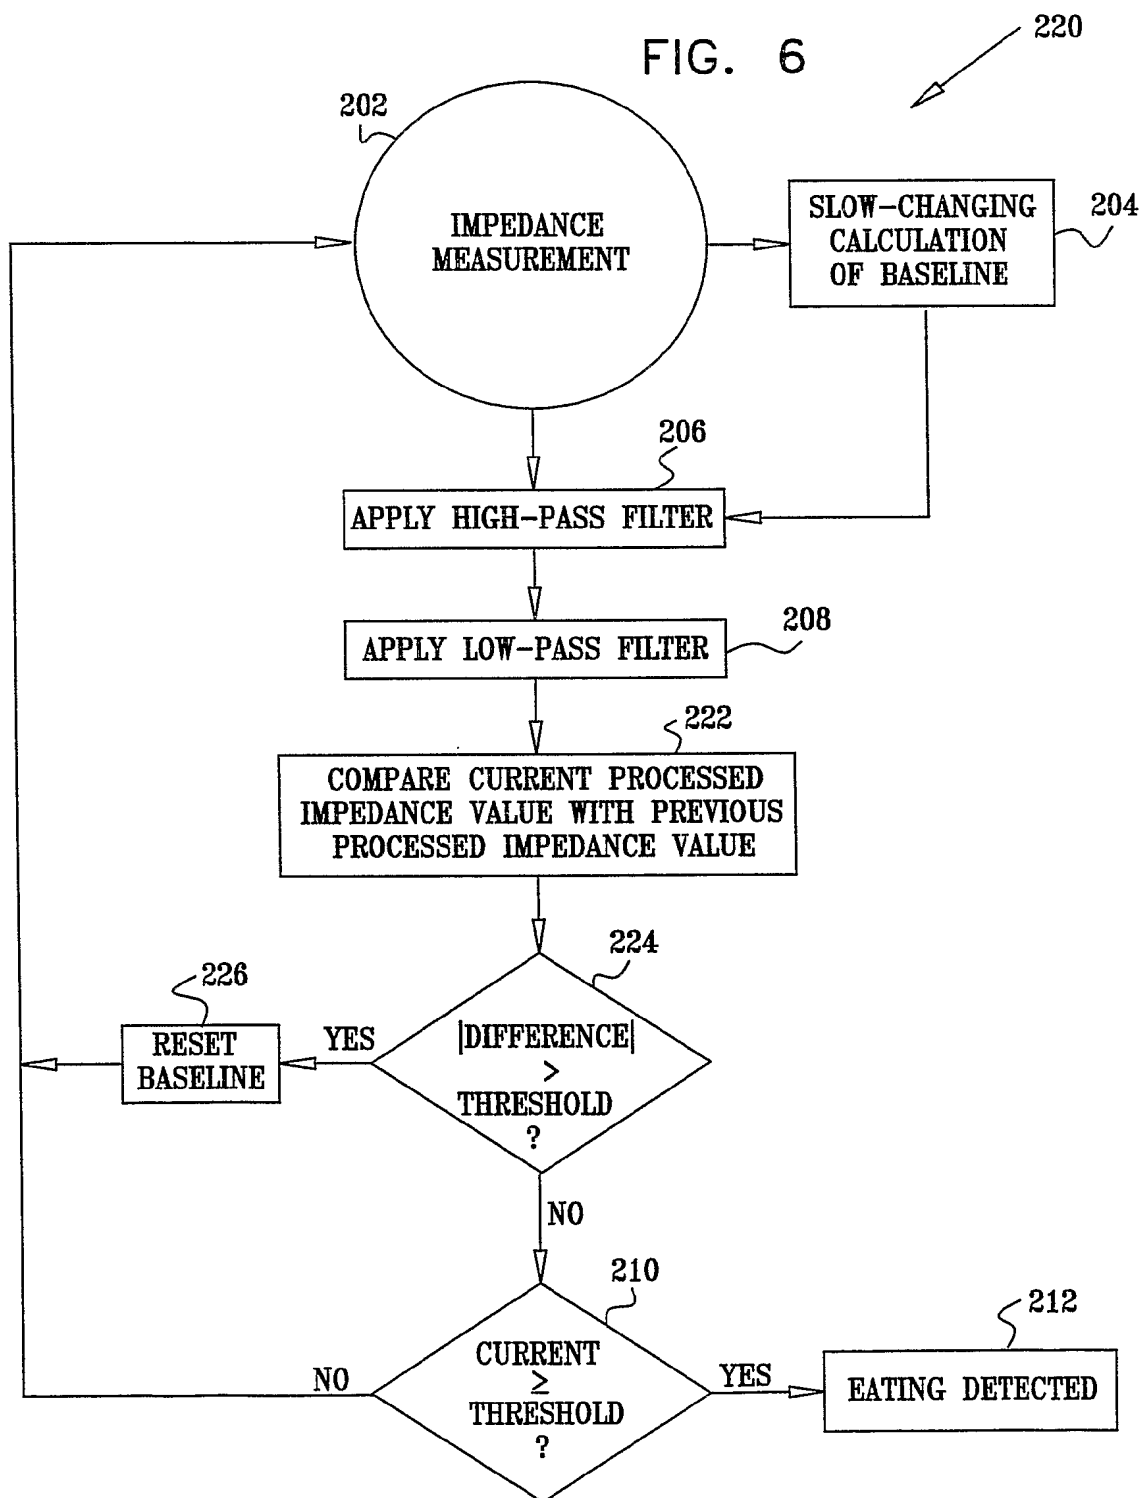 FIG. 6
220
202
IMPEDANCE
MEASUREMENT
SLOW-CHANGING
CALCULATION
OF BASELINE
204
206
APPLY HIGH-PASS FILTER
APPLY LOW-PASS FILTER
208
222
COMPARE CURRENT PROCESSED
IMPEDANCE VALUE WITH PREVIOUS
PROCESSED IMPEDANCE VALUE
224
226
RESET
BASELINE
YES
|DIFFERENCE|
>
THRESHOLD
?
NO
210
CURRENT
≥
THRESHOLD
?
NO
YES
212
EATING DETECTED